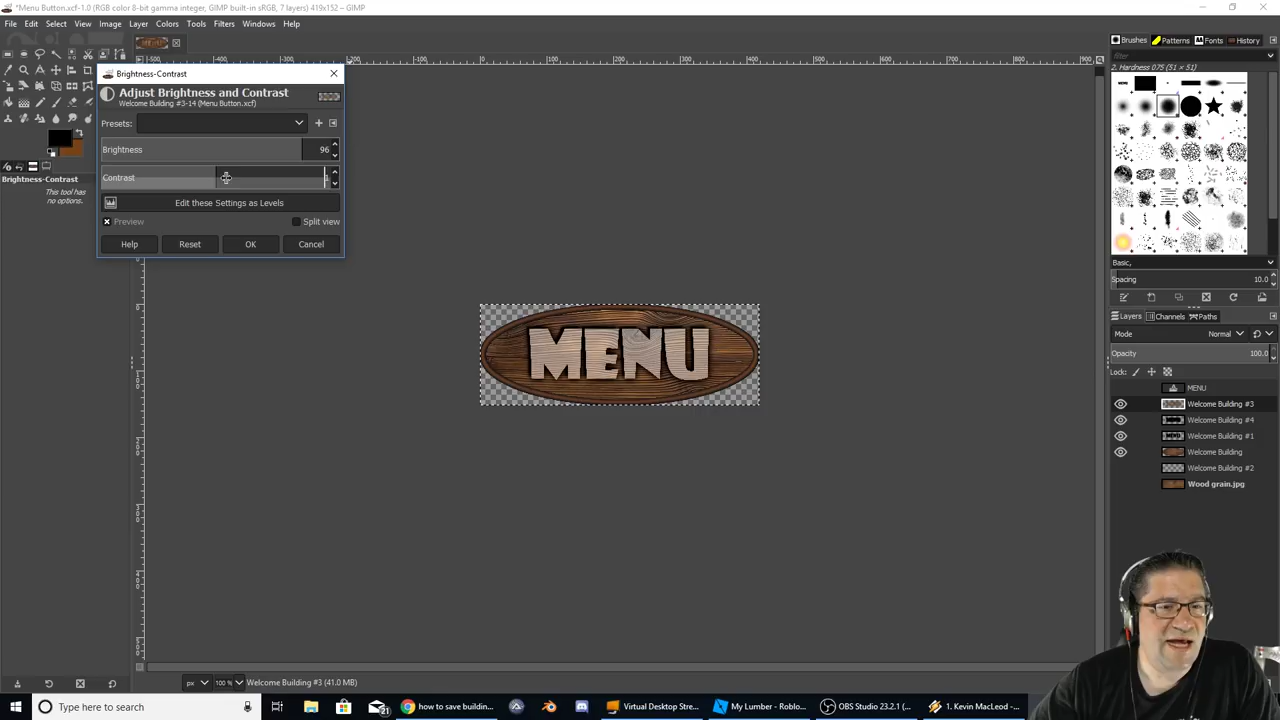 *Menu Button.xcf-1.0 (RGB color 8-bit gamma integer, GIMP built-in sRGB, 7 layers) 419x152 – GIMP
File Edit Select View Image Layer Colors Tools Filters Windows Help
Brushes Patterns Fonts History
filter
2. Hardness 075 (51 × 51)
Brightness-Contrast
Adjust Brightness and Contrast
Welcome Building #3-14 (Menu Button.xcf)
Presets:
Brightness 96
Contrast
Edit these Settings as Levels
Preview Split view
Help Reset OK Cancel
Brightness-Contrast
This tool has
no options.
MENU
Basic,
Spacing 10.0
Layers Channels Paths
Mode Normal
Opacity 100.0
Lock:
MENU
Welcome Building #3
Welcome Building #4
Welcome Building #1
Welcome Building
Welcome Building #2
Wood grain.jpg
px 100 % Welcome Building #3 (41.0 MB)
Type here to search
21
how to save buildin...
Virtual Desktop Stre...
My Lumber - Roblo...
OBS Studio 23.2.1 (...
1. Kevin MacLeod - ...